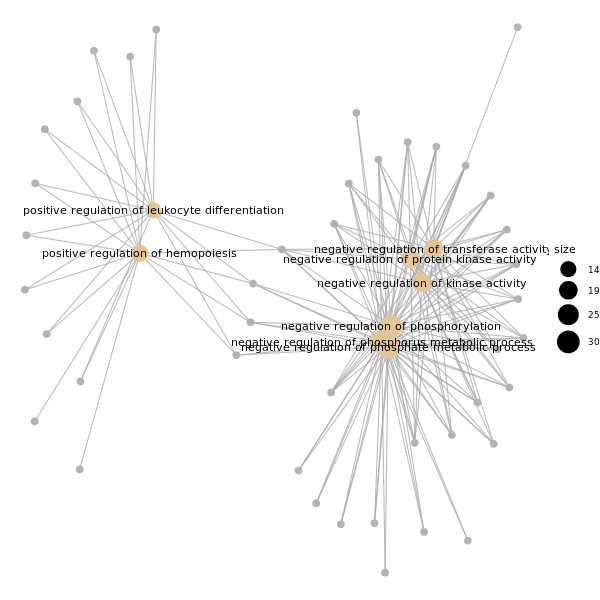 positive regulation of leukocyte differentiation
positive regulation of hemopoiesis
negative regulation of transferase activity
size
negative regulation of protein kinase activity
14
negative regulation of kinase activity
19
25
negative regulation of phosphorylation
negative regulation of phosphorus metabolic process
30
negative regulation of phosphate metabolic process